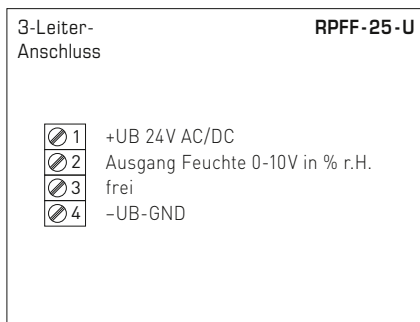 3-Leiter-
Anschluss
RPFF-25-U
1 +UB 24V AC/DC
2 Ausgang Feuchte 0-10V in % r.H.
3 frei
4 –UB-GND